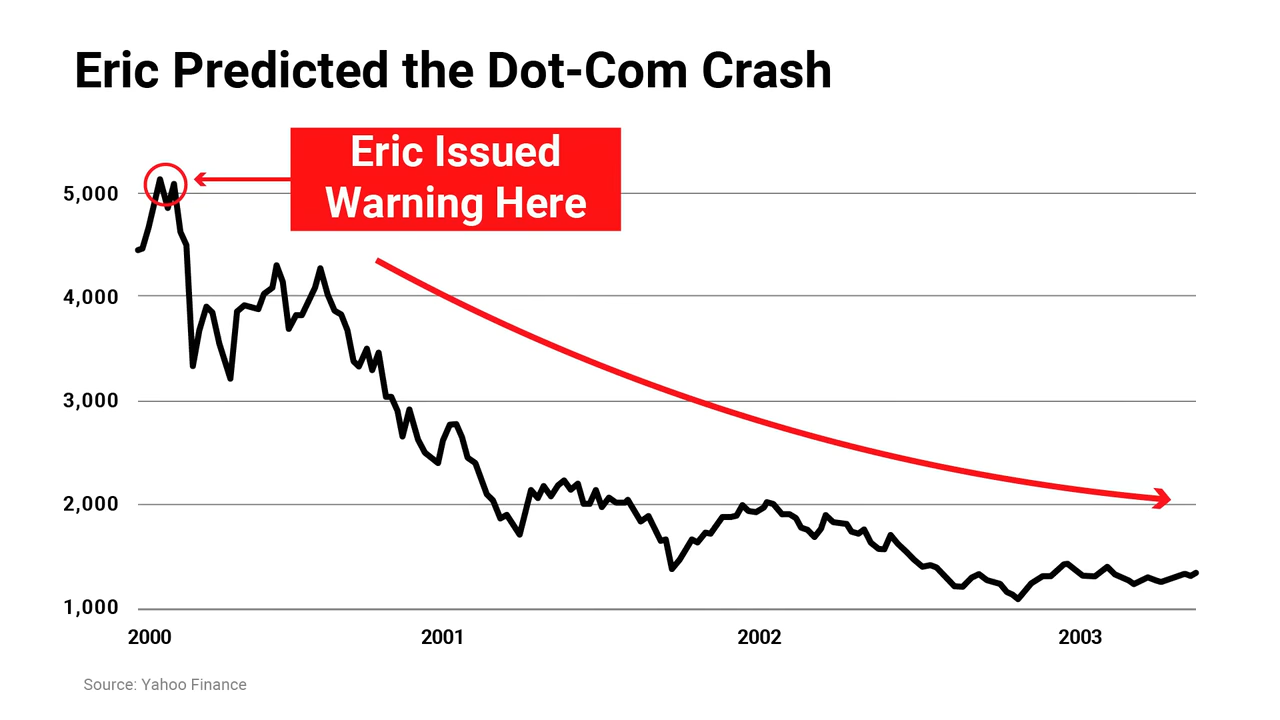 Eric Predicted the Dot-Com Crash
Eric Issued
Warning Here
5,000
4,000
3,000
2,000
1,000
2000 2001 2002 2003
Source: Yahoo Finance